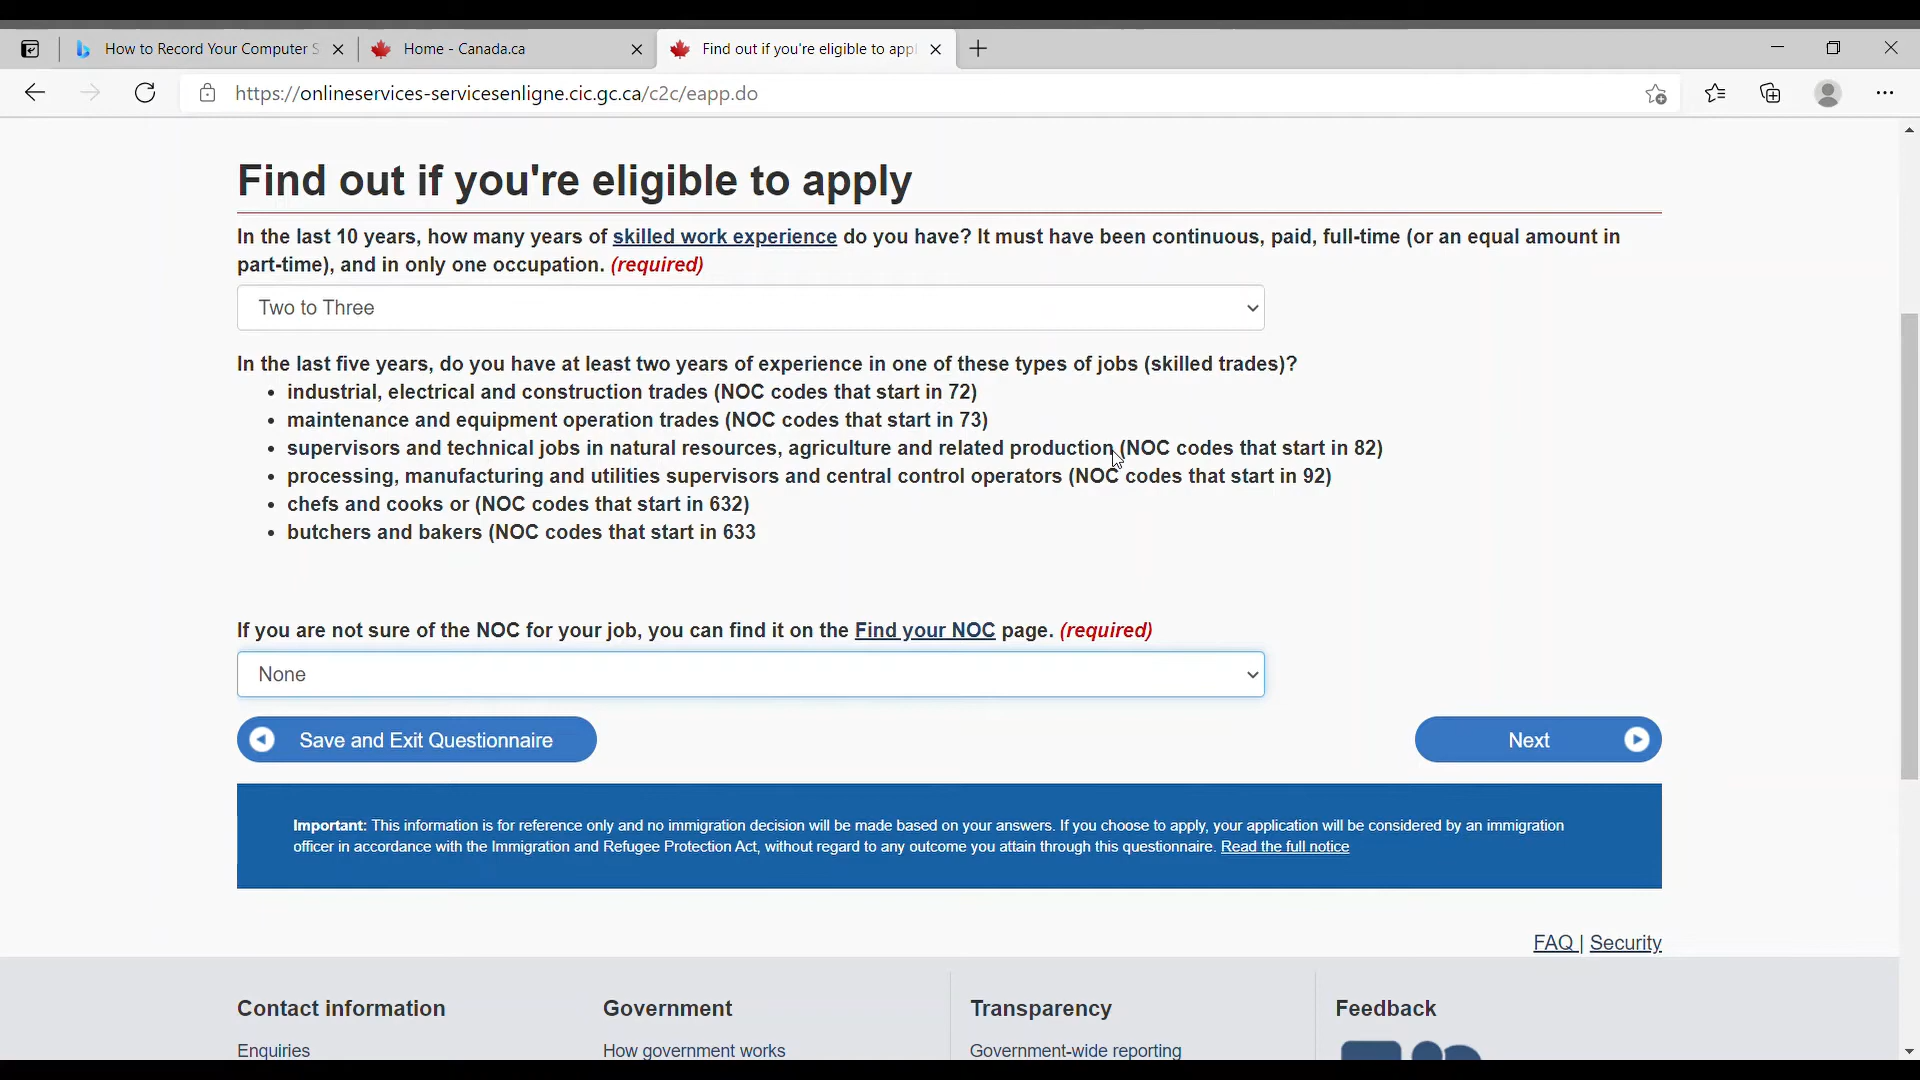 How to Record Your Computer S
Home - Canada.ca
Find out if you're eligible to appl
https://onlineservices-servicesenligne.cic.gc.ca/c2c/eapp.do
Find out if you're eligible to apply
In the last 10 years, how many years of skilled work experience do you have? It must have been continuous, paid, full-time (or an equal amount in
part-time), and in only one occupation. (required)
Two to Three
In the last five years, do you have at least two years of experience in one of these types of jobs (skilled trades)?
• industrial, electrical and construction trades (NOC codes that start in 72)
• maintenance and equipment operation trades (NOC codes that start in 73)
• supervisors and technical jobs in natural resources, agriculture and related production (NOC codes that start in 82)
• processing, manufacturing and utilities supervisors and central control operators (NOC codes that start in 92)
• chefs and cooks or (NOC codes that start in 632)
• butchers and bakers (NOC codes that start in 633
If you are not sure of the NOC for your job, you can find it on the Find your NOC page. (required)
None
Save and Exit Questionnaire
Next
Important: This information is for reference only and no immigration decision will be made based on your answers. If you choose to apply, your application will be considered by an immigration
officer in accordance with the Immigration and Refugee Protection Act, without regard to any outcome you attain through this questionnaire. Read the full notice
FAQ | Security
Contact information
Government
Transparency
Feedback
Enquiries
How government works
Government-wide reporting